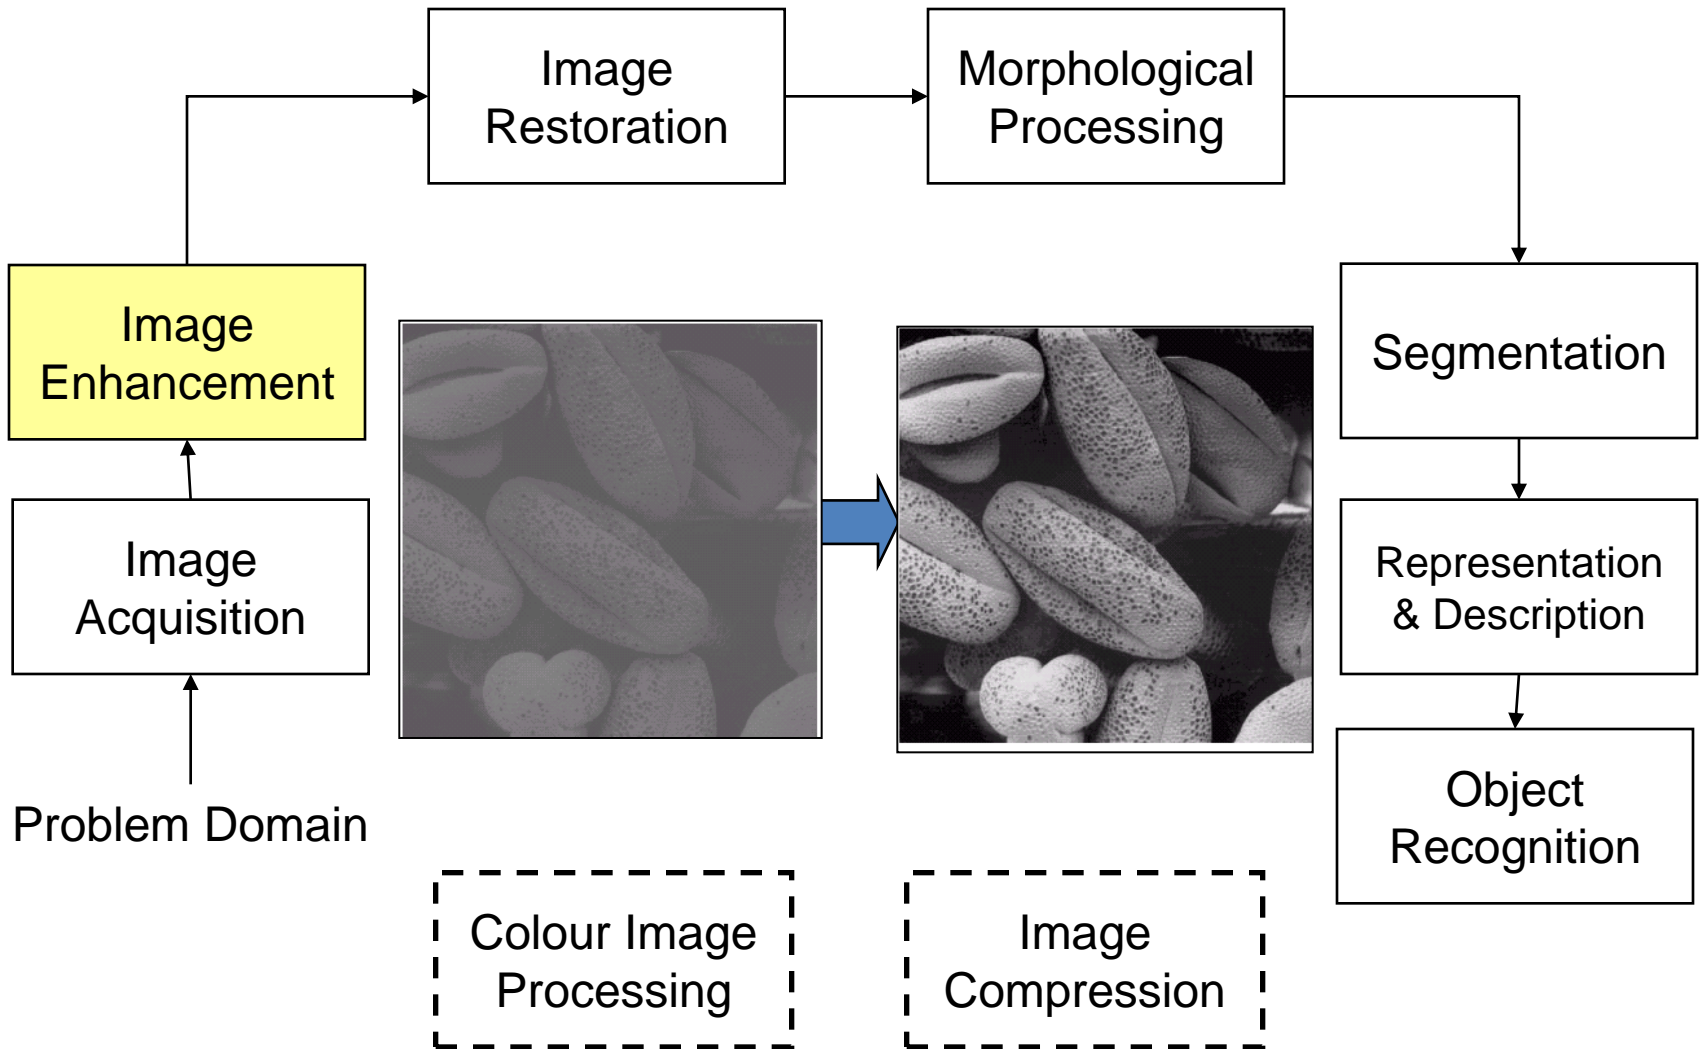 Image
Restoration
Morphological
Processing
Image
Enhancement
Segmentation
Image
Acquisition
Representation
& Description
Problem Domain
Object
Recognition
Colour Image
Processing
Image
Compression